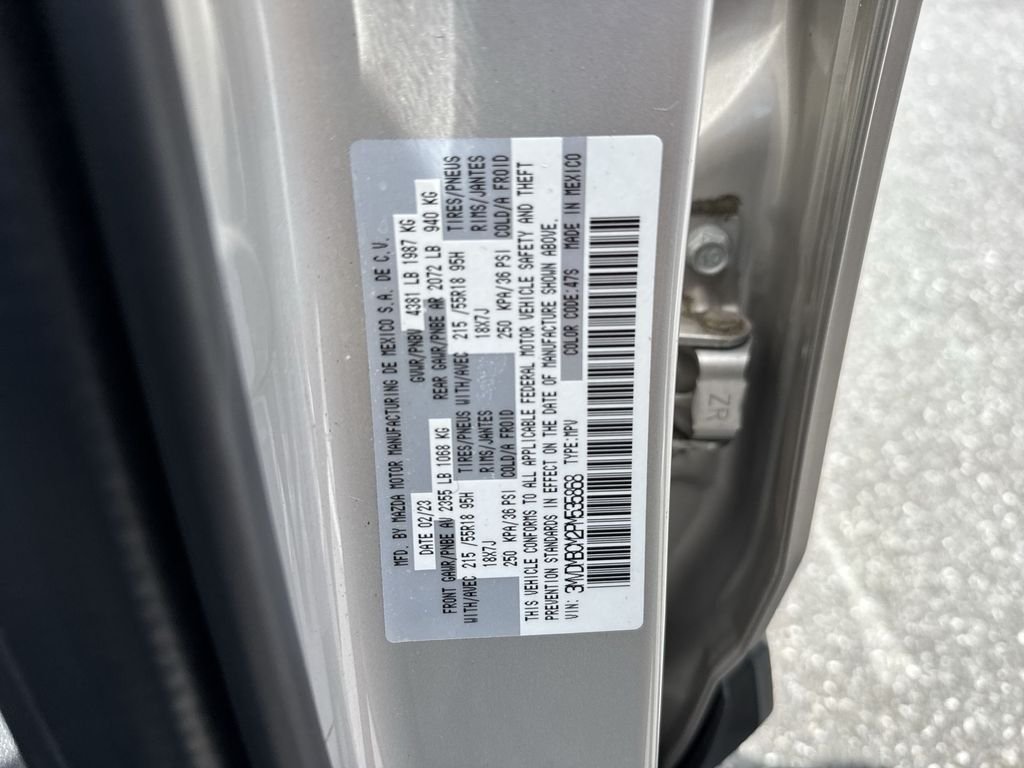 MFD. BY MAZDA MOTOR MANUFACTURING DE MEXICO S.A. DE C.V.
DATE 02/23 GVWR/PNBV 4381 LB 1987 KG
FRONT GAWR/PNBE AV 2355 LB 1068 KG REAR GAWR/PNBE AR 2072 LB 940 KG
WITH/AVEC 215 /55R18 95H TIRES/PNEUS WITH/AVEC 215 /55R18 95H TIRES/PNEUS
18X7J RIMS/JANTES 18X7J RIMS/JANTES
250 KPA/36 PSI COLD/A FROID 250 KPA/36 PSI COLD/A FROID
THIS VEHICLE CONFORMS TO ALL APPLICABLE FEDERAL MOTOR VEHICLE SAFETY AND THEFT
PREVENTION STANDARDS IN EFFECT ON THE DATE OF MANUFACTURE SHOWN ABOVE.
VIN: TYPE:MPV COLOR CODE:47S MADE IN MEXICO
ZR